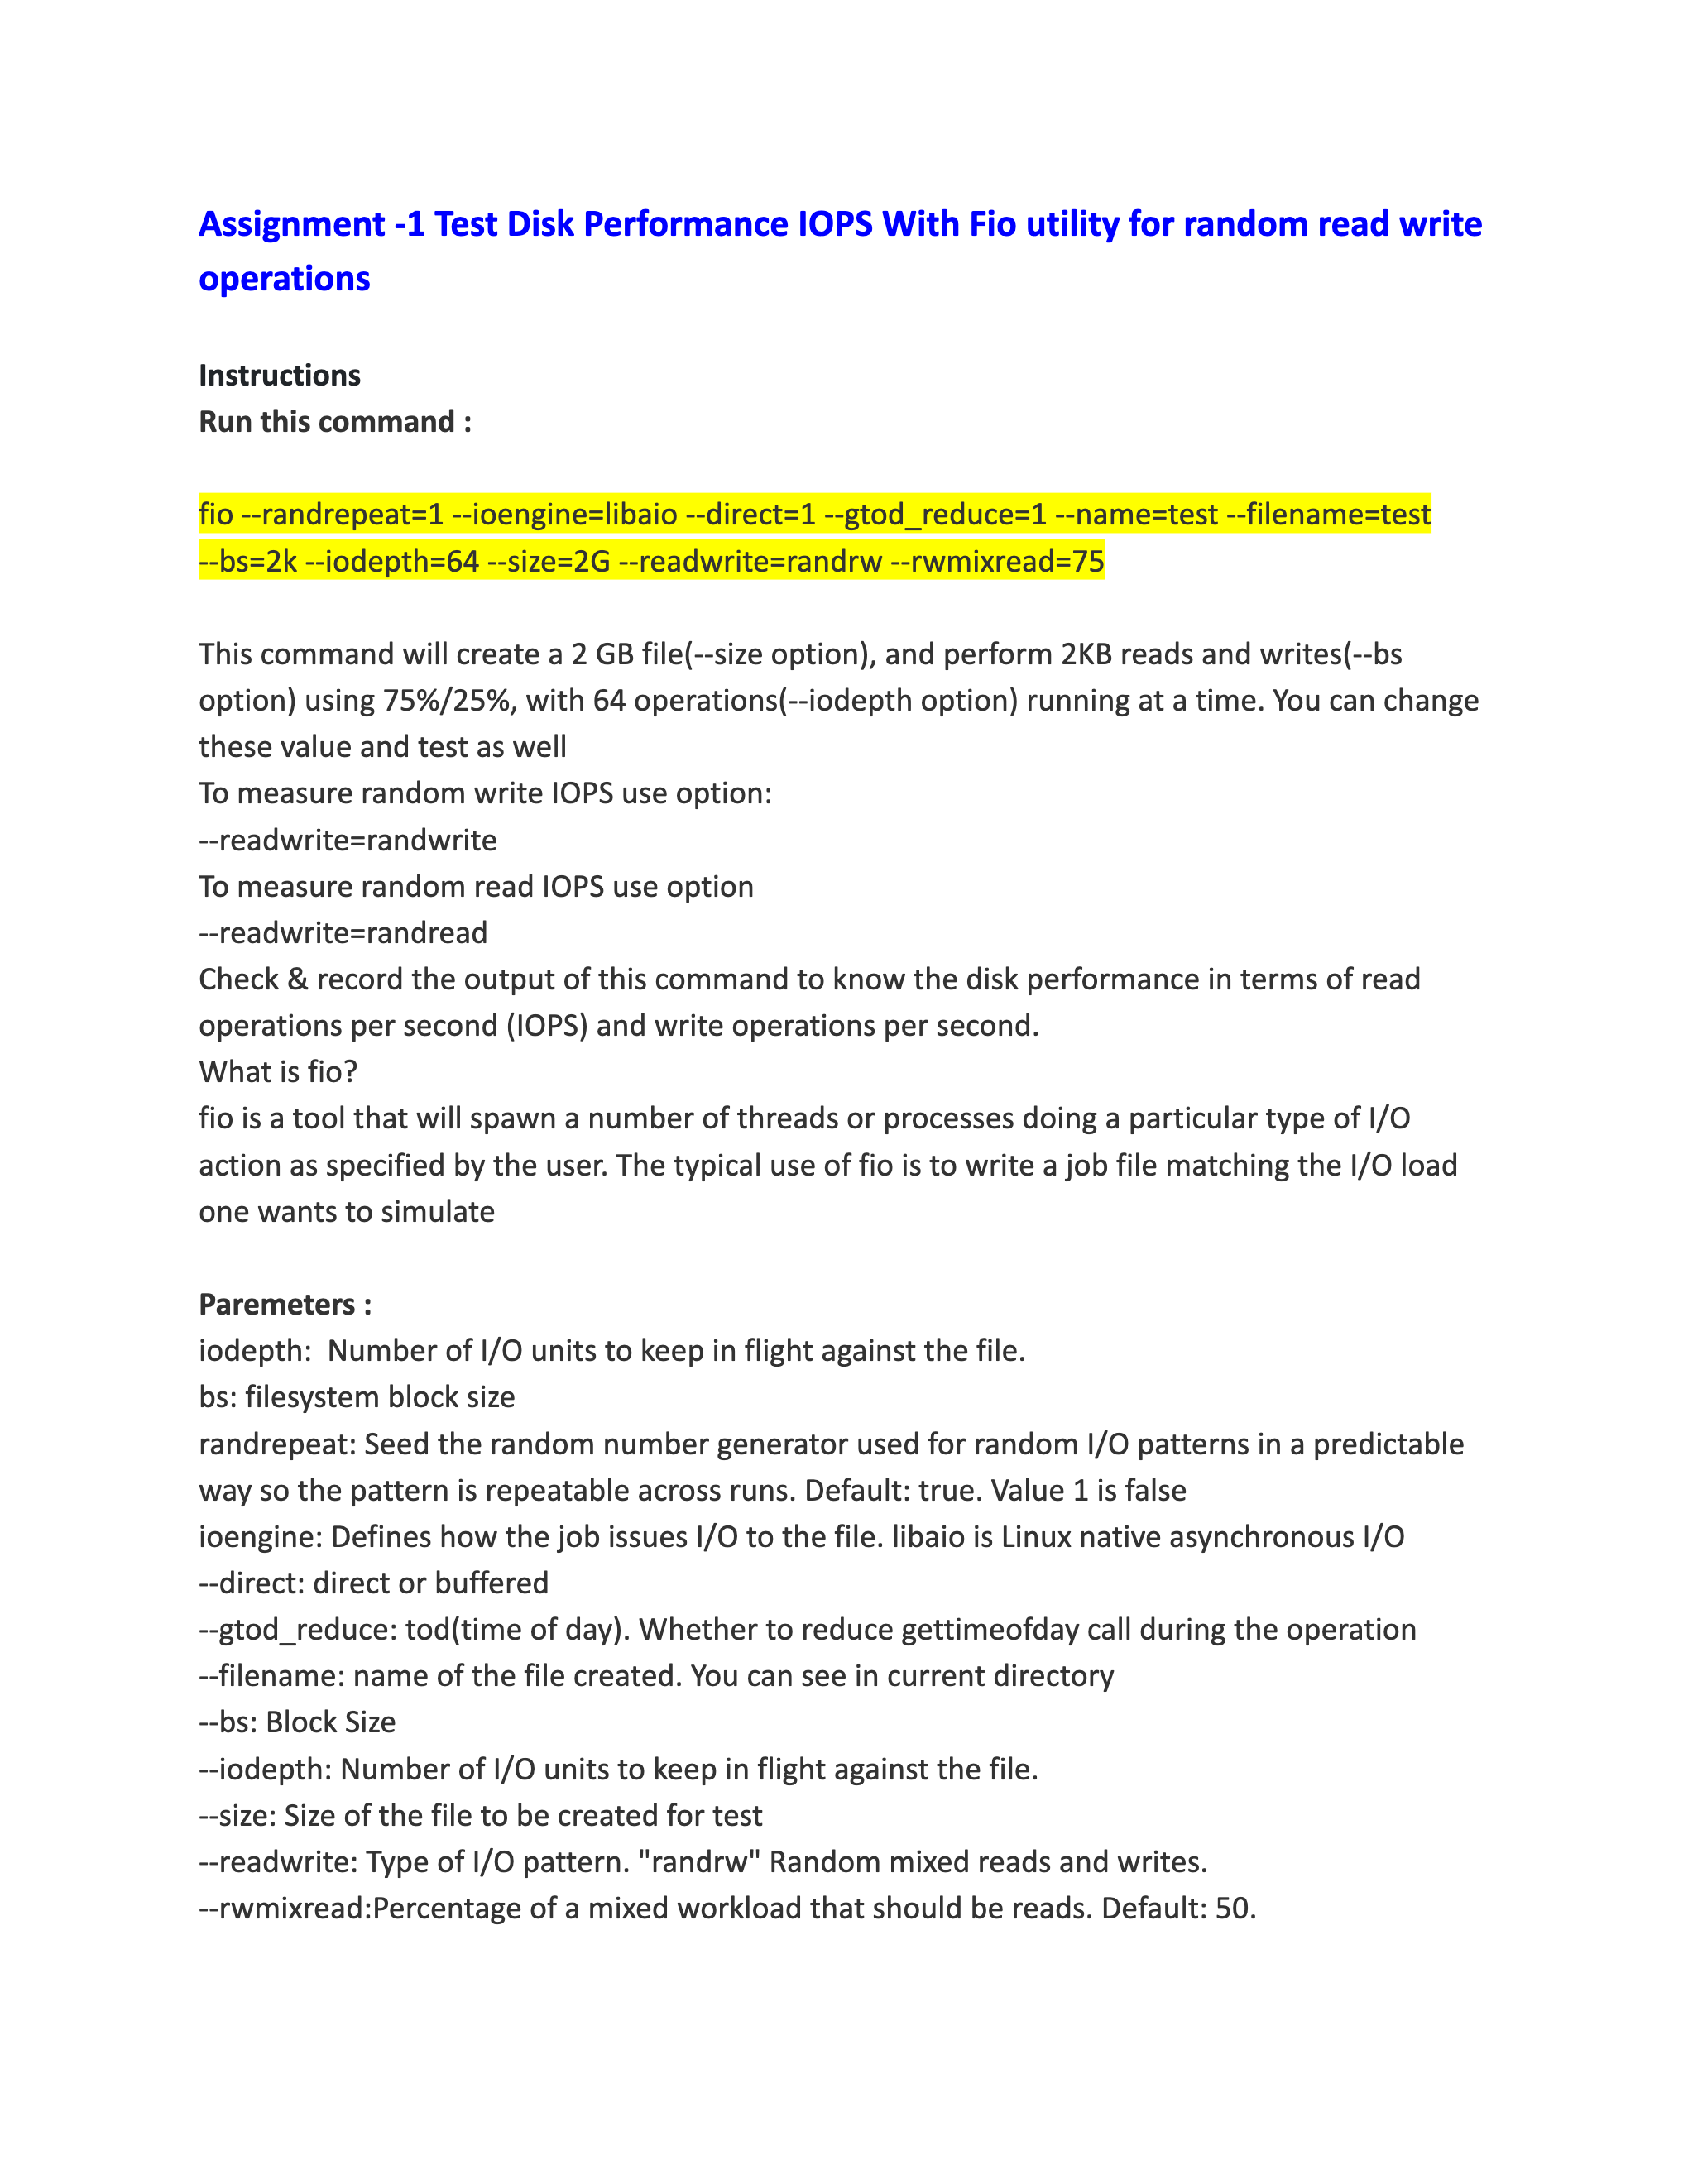 Assignment -1 Test Disk Performance IOPS With Fio utility for random read write
operations
Instructions
Run this command :
fio --randrepeat=1 --ioengine=libaio --direct=1 --gtod_reduce=1 --name=test --filename=test
--bs=2k --iodepth=64 --size=2G --readwrite=randrw --rwmixread=75
This command will create a 2 GB file(--size option), and perform 2KB reads and writes(--bs
option) using 75%/25%, with 64 operations(--iodepth option) running at a time. You can change
these value and test as well
To measure random write IOPS use option:
--readwrite=randwrite
To measure random read IOPS use option
--readwrite=randread
Check & record the output of this command to know the disk performance in terms of read
operations per second (IOPS) and write operations per second.
What is fio?
fio is a tool that will spawn a number of threads or processes doing a particular type of I/O
action as specified by the user. The typical use of fio is to write a job file matching the I/O load
one wants to simulate
Paremeters :
iodepth:  Number of I/O units to keep in flight against the file.
bs: filesystem block size
randrepeat: Seed the random number generator used for random I/O patterns in a predictable
way so the pattern is repeatable across runs. Default: true. Value 1 is false
ioengine: Defines how the job issues I/O to the file. libaio is Linux native asynchronous I/O
--direct: direct or buffered
--gtod_reduce: tod(time of day). Whether to reduce gettimeofday call during the operation
--filename: name of the file created. You can see in current directory
--bs: Block Size
--iodepth: Number of I/O units to keep in flight against the file.
--size: Size of the file to be created for test
--readwrite: Type of I/O pattern. "randrw" Random mixed reads and writes.
--rwmixread:Percentage of a mixed workload that should be reads. Default: 50.